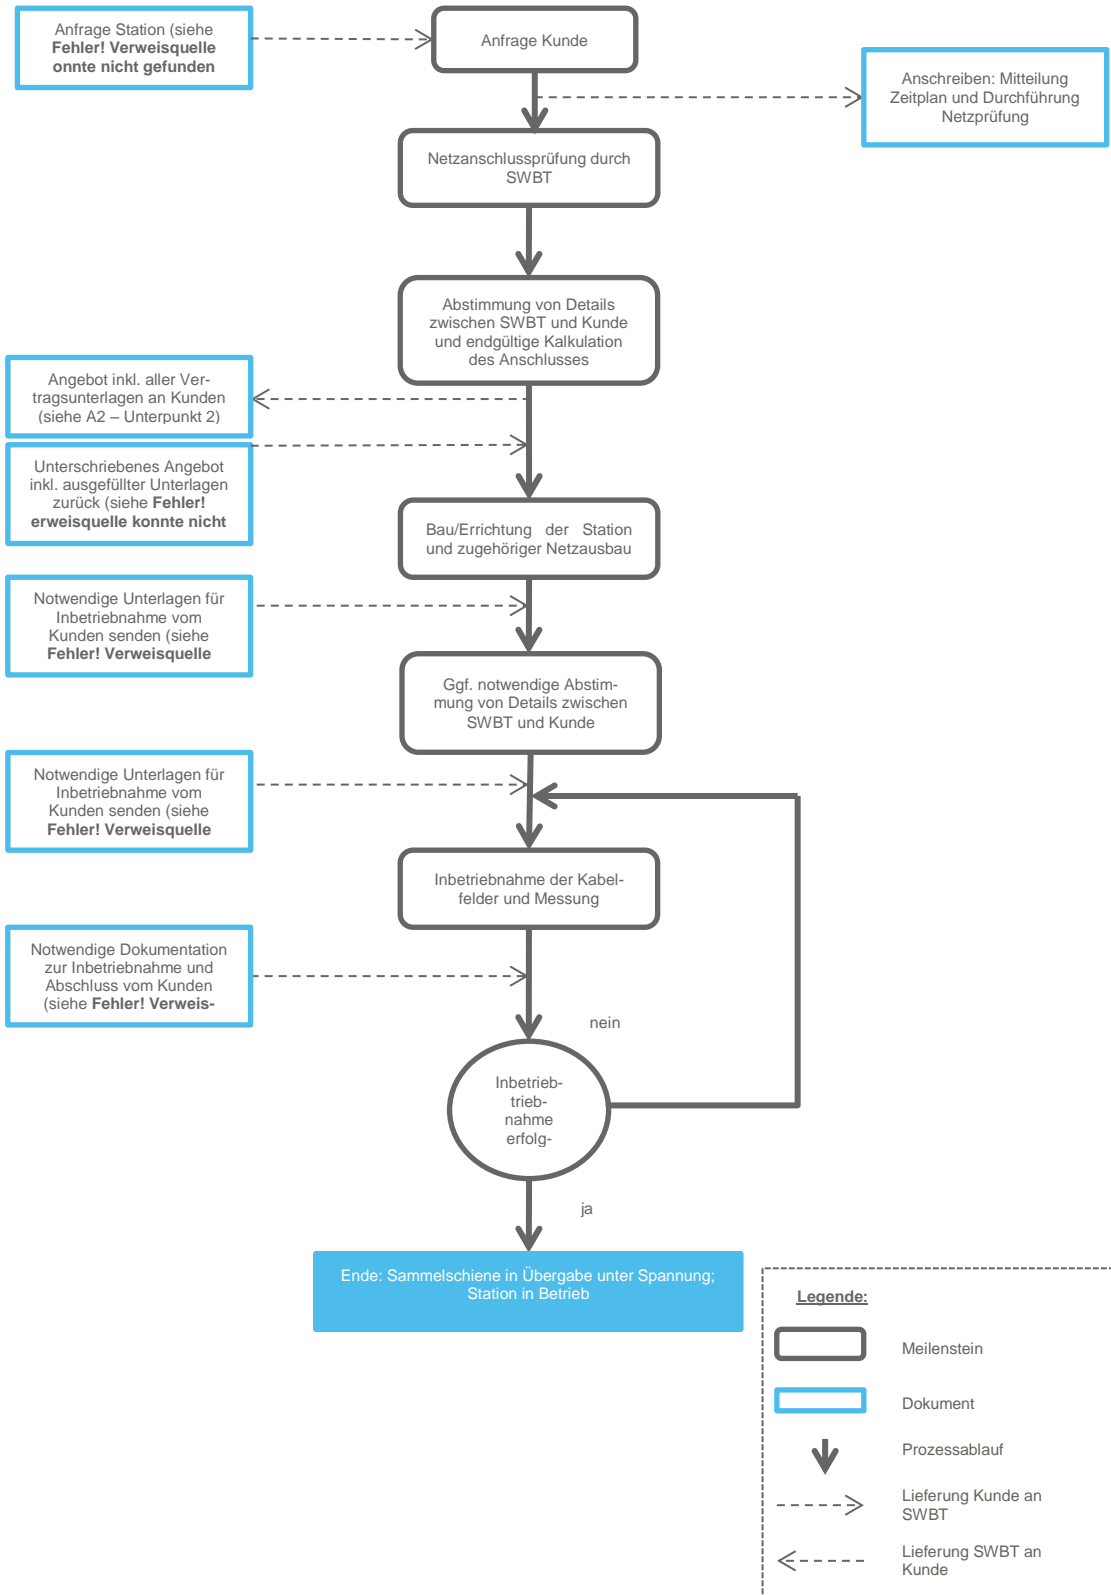 Anfrage Station (siehe
Fehler! Verweisquelle
onnte nicht gefunden
Anfrage Kunde
Anschreiben: Mitteilung
Zeitplan und Durchführung
Netzprüfung
Netzanschlussprüfung durch
SWBT
Abstimmung von Details
zwischen SWBT und Kunde
und endgültige Kalkulation
des Anschlusses
Angebot inkl. aller Ver-
tragsunterlagen an Kunden
(siehe A2 – Unterpunkt 2)
Unterschriebenes Angebot
inkl. ausgefüllter Unterlagen
zurück (siehe Fehler!
erweisquelle konnte nicht
Bau/Errichtung der Station
und zugehöriger Netzausbau
Notwendige Unterlagen für
Inbetriebnahme vom
Kunden senden (siehe
Fehler! Verweisquelle
Ggf. notwendige Abstim-
mung von Details zwischen
SWBT und Kunde
Notwendige Unterlagen für
Inbetriebnahme vom
Kunden senden (siehe
Fehler! Verweisquelle
Inbetriebnahme der Kabel-
felder und Messung
Notwendige Dokumentation
zur Inbetriebnahme und
Abschluss vom Kunden
(siehe Fehler! Verweis-
nein
Inbetrieb-
trieb-
nahme
erfolg-
ja
Ende: Sammelschiene in Übergabe unter Spannung;
Station in Betrieb
Legende:
Meilenstein
Dokument
Prozessablauf
Lieferung Kunde an
SWBT
Lieferung SWBT an
Kunde